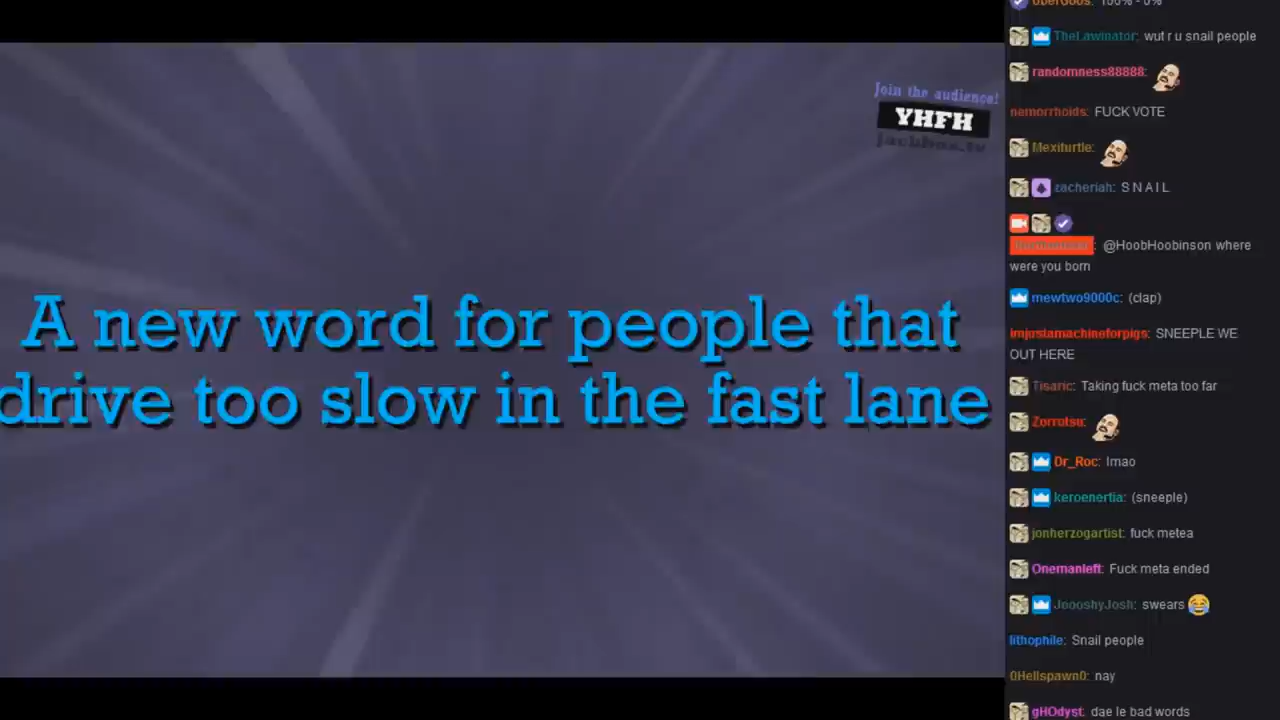 Join the audience!
YHFH
jackbox.tv
A new word for people that
drive too slow in the fast lane
100% - 0%
TheLawinator: wut r u snail people
randomness88888:
nemorrhoids: FUCK VOTE
Mexiturtle:
zacheriah: S N A I L
: @HoobHoobinson where
were you born
mewtwo9000c: (clap)
imjustamachineforpigs: SNEEPLE WE
OUT HERE
Tisaric: Taking fuck meta too far
Zorrotsu:
Dr_Roc: lmao
keroenertia: (sneeple)
jonherzogartist: fuck metea
Onemanleft: Fuck meta ended
JoooshyJosh: swears
lithophile: Snail people
0Hellspawn0: nay
gHOdyst: dae le bad words